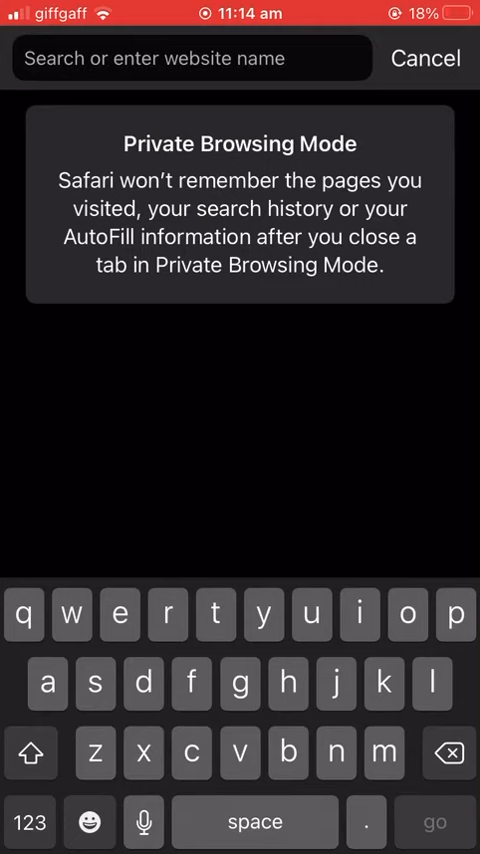 giffgaff 11:14 am 18%
Search or enter website name Cancel
Private Browsing Mode
Safari won't remember the pages you
visited, your search history or your
AutoFill information after you close a
tab in Private Browsing Mode.
q w e r t y u i o p
a s d f g h j k l
z x c v b n m
123 space . go